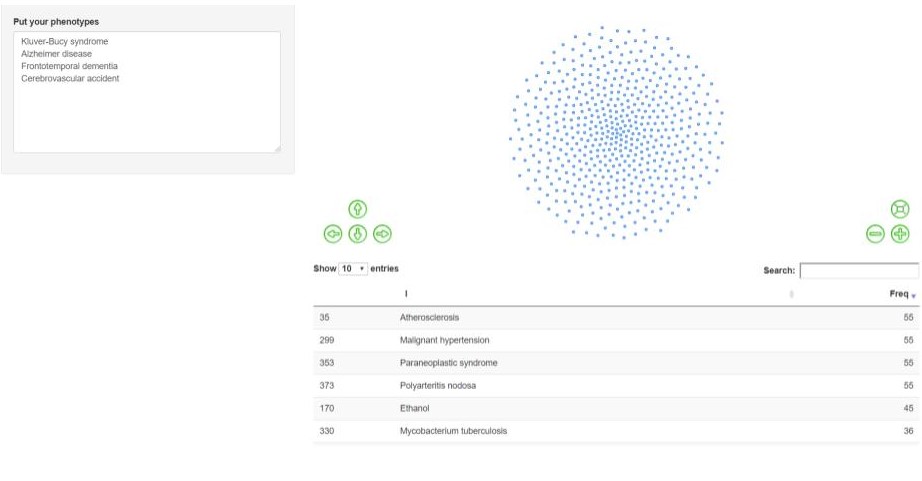 Put your phenotypes
Kluver-Bucy syndrome
Alzheimer disease
Frontotemporal dementia
Cerebrovascular accident
Show 10 entries
Search:
I Freq
35 Atherosclerosis 55
299 Malignant hypertension 55
353 Paraneoplastic syndrome 55
373 Polyarteritis nodosa 55
170 Ethanol 45
330 Mycobacterium tuberculosis 36